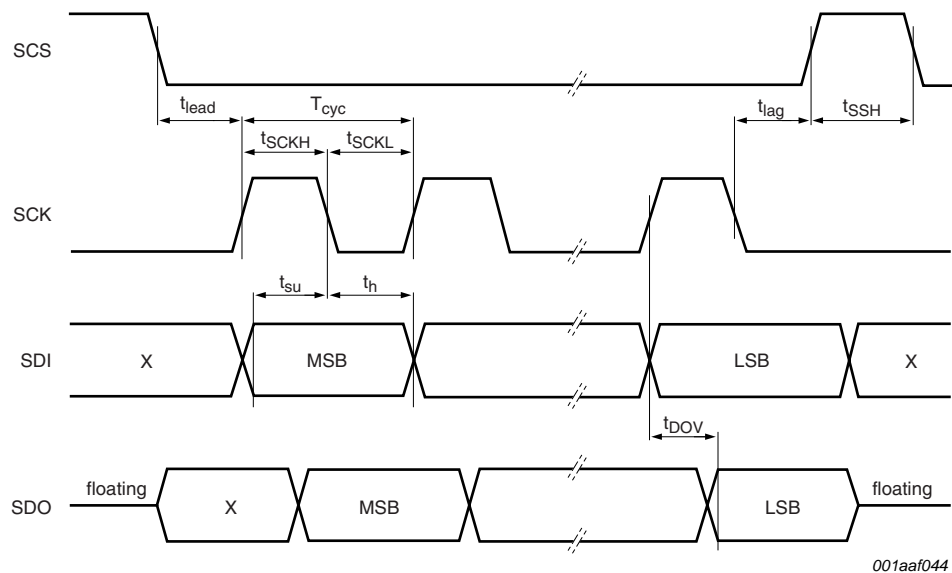 SCS
tlead
Tcyc
tlag
tSSH
tSCKH
tSCKL
SCK
tsu
th
SDI
X
MSB
LSB
X
tDOV
SDO
floating
X
MSB
LSB
floating
001aaf044